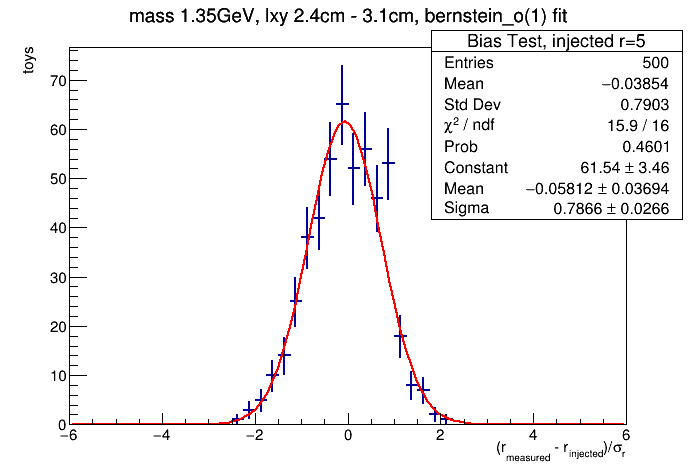 mass 1.35GeV, lxy 2.4cm - 3.1cm, bernstein_o(1) fit
Bias Test, injected r=5
Entries 500
Mean −0.03854
Std Dev 0.7903
χ² / ndf 15.9 / 16
Prob 0.4601
Constant 61.54 ± 3.46
Mean −0.05812 ± 0.03694
Sigma 0.7866 ± 0.0266
toys
70
60
50
40
30
20
10
0
−6 −4 −2 0 2 4 6
(r_measured - r_injected)/σ_r